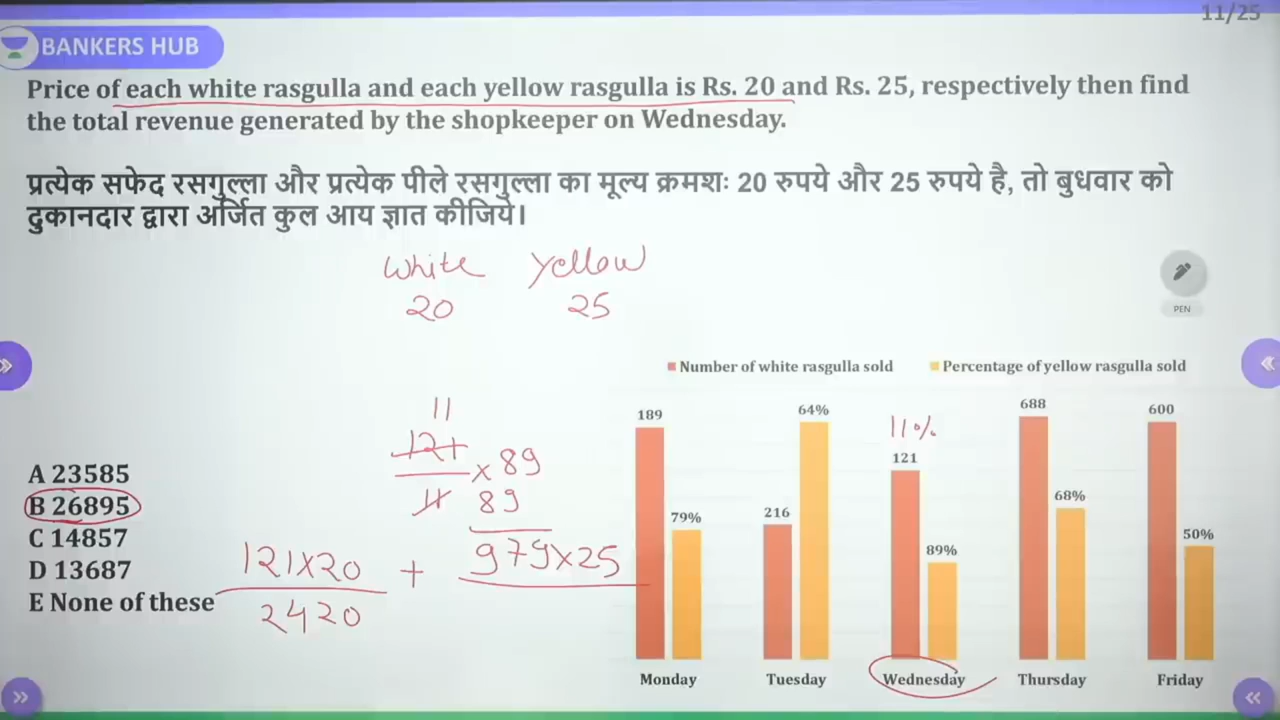 11/25
BANKERS HUB
Price of each white rasgulla and each yellow rasgulla is Rs. 20 and Rs. 25, respectively then find
the total revenue generated by the shopkeeper on Wednesday.
प्रत्येक सफेद रसगुल्ला और प्रत्येक पीले रसगुल्ला का मूल्य क्रमशः 20 रुपये और 25 रुपये है, तो बुधवार को
दुकानदार द्वारा अर्जित कुल आय ज्ञात कीजिये।
white yellow
20 25
PEN
Number of white rasgulla sold Percentage of yellow rasgulla sold
11
121 × 89
11 89
979×25
121×20 +
2420
A 23585
B 26895
C 14857
D 13687
E None of these
189
79%
216
64%
11%
121
89%
688
68%
600
50%
Monday Tuesday Wednesday Thursday Friday